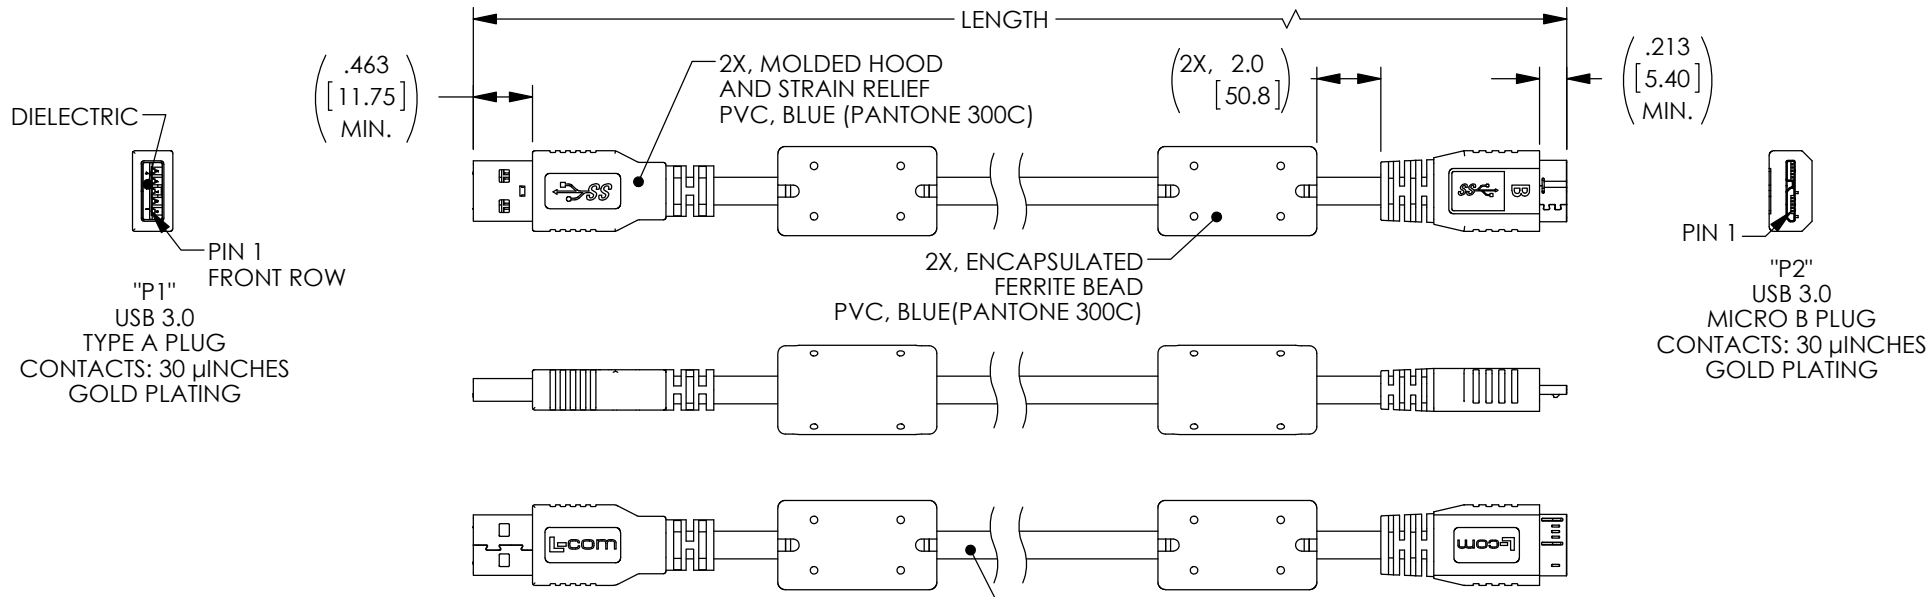 LENGTH
.463
[11.75]
MIN.
2X, MOLDED HOOD
AND STRAIN RELIEF
PVC, BLUE (PANTONE 300C)
2X, 2.0
[50.8]
.213
[5.40]
MIN.
DIELECTRIC
SS
SS
B
PIN 1
FRONT ROW
PIN 1
2X, ENCAPSULATED
FERRITE BEAD
PVC, BLUE(PANTONE 300C)
"P1"
USB 3.0
TYPE A PLUG
CONTACTS: 30 µINCHES
GOLD PLATING
"P2"
USB 3.0
MICRO B PLUG
CONTACTS: 30 µINCHES
GOLD PLATING
L-com
L-com